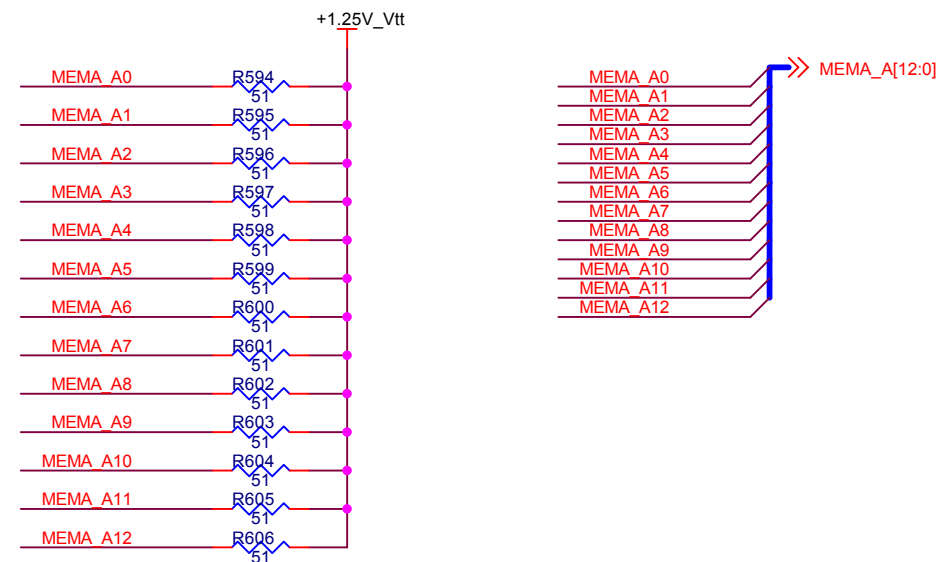 +1.25V_Vtt
MEMA_A0 R594
51
MEMA_A1 R595
51
MEMA_A2 R596
51
MEMA_A3 R597
51
MEMA_A4 R598
51
MEMA_A5 R599
51
MEMA_A6 R600
51
MEMA_A7 R601
51
MEMA_A8 R602
51
MEMA_A9 R603
51
MEMA_A10 R604
51
MEMA_A11 R605
51
MEMA_A12 R606
51
MEMA_A[12:0]
MEMA_A0
MEMA_A1
MEMA_A2
MEMA_A3
MEMA_A4
MEMA_A5
MEMA_A6
MEMA_A7
MEMA_A8
MEMA_A9
MEMA_A10
MEMA_A11
MEMA_A12